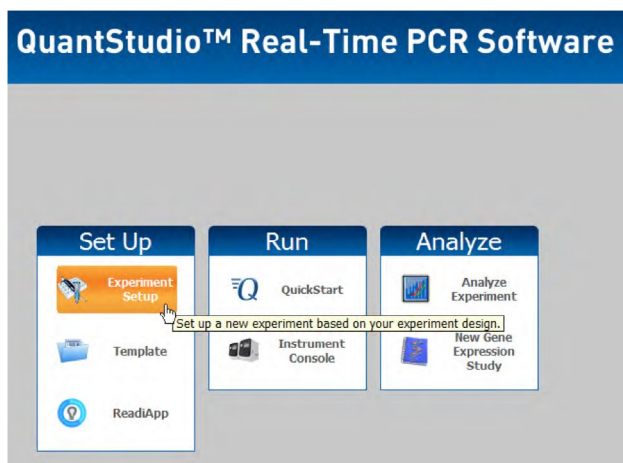 QuantStudio™ Real-Time PCR Software
Set Up
Experiment
Setup
Template
ReadiApp
Run
QuickStart
Set up a new experiment based on your experiment design.
Instrument
Console
Analyze
Analyze
Experiment
New Gene
Expression
Study